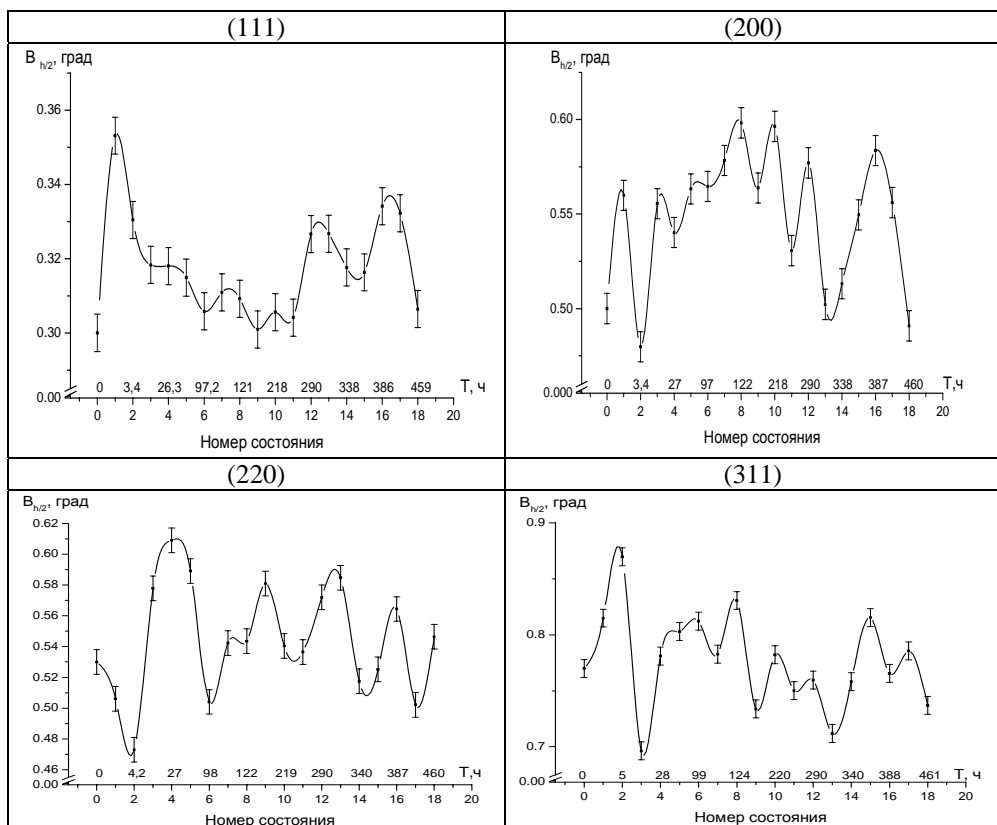 (111)
(200)
B h/2, град
0.36
0.34
0.32
0.30
0.00
0 3,4 26,3 97,2 121 218 290 338 386 459 T, ч
0 2 4 6 8 10 12 14 16 18 20
Номер состояния
B h/2, град
0.60
0.55
0.50
0.000
0 3,4 27 97 122 218 290 338 387 460 T,ч
0 2 4 6 8 10 12 14 16 18 20
Номер состояния
(220)
(311)
B h/2, град
0.62
0.60
0.58
0.56
0.54
0.52
0.50
0.48
0.46
0.00
0 4,2 27 98 122 219 290 340 387 460 T,ч
0 2 4 6 8 10 12 14 16 18 20
Номер состояния
B h/2, град
0.9
0.8
0.7
0.00
0 5 28 99 124 220 290 340 388 461 T,ч
0 2 4 6 8 10 12 14 16 18 20
Номер состояния